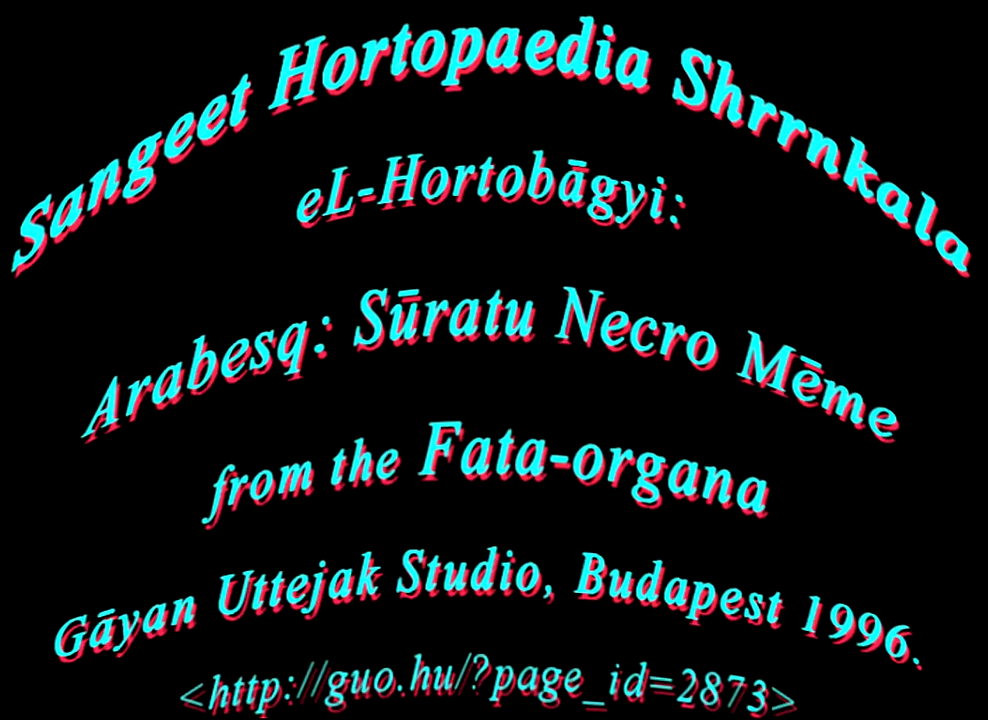 Sangeet Hortopaedia Shrrnkala
eL-Hortobāgyi:
Arabesq: Sūratu Necro Mēme
from the Fata-organa
Gāyan Uttejak Studio, Budapest 1996.
<http://guo.hu/?page_id=2873>